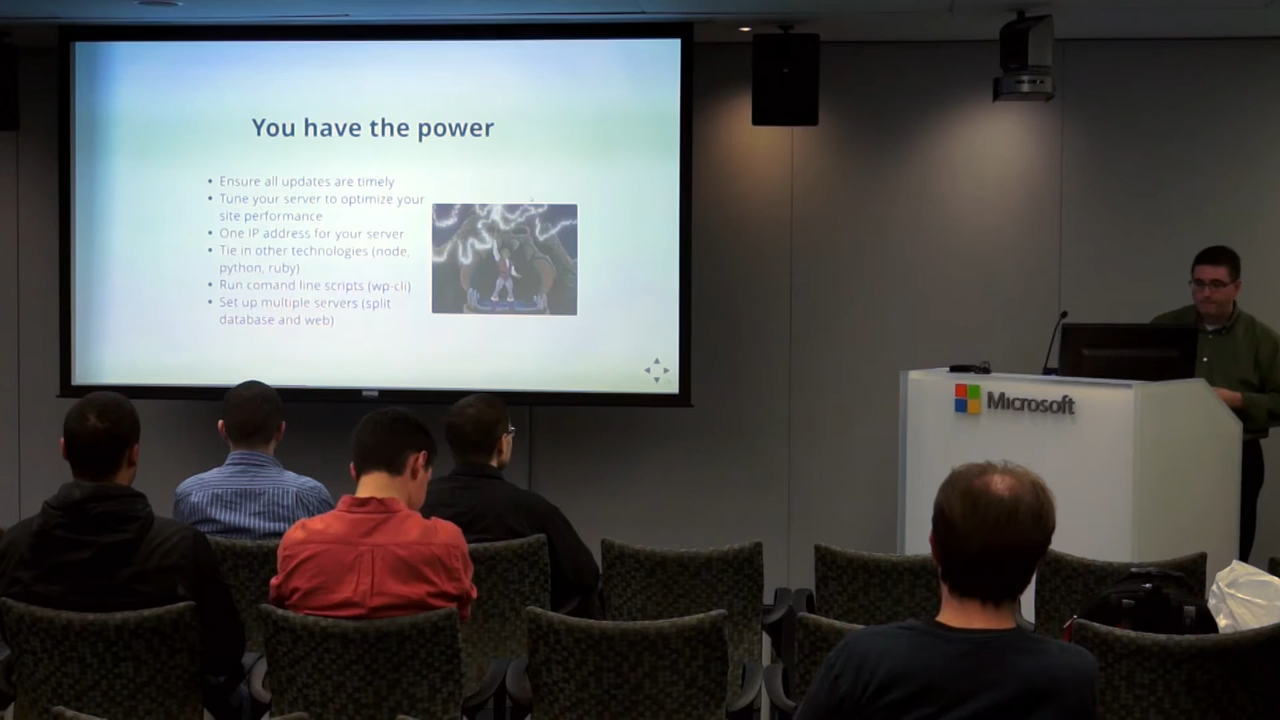 You have the power
• Ensure all updates are timely
• Tune your server to optimize your
site performance
• One IP address for your server
• Tie in other technologies (node,
python, ruby)
• Run comand line scripts (wp-cli)
• Set up multiple servers (split
database and web)
Microsoft